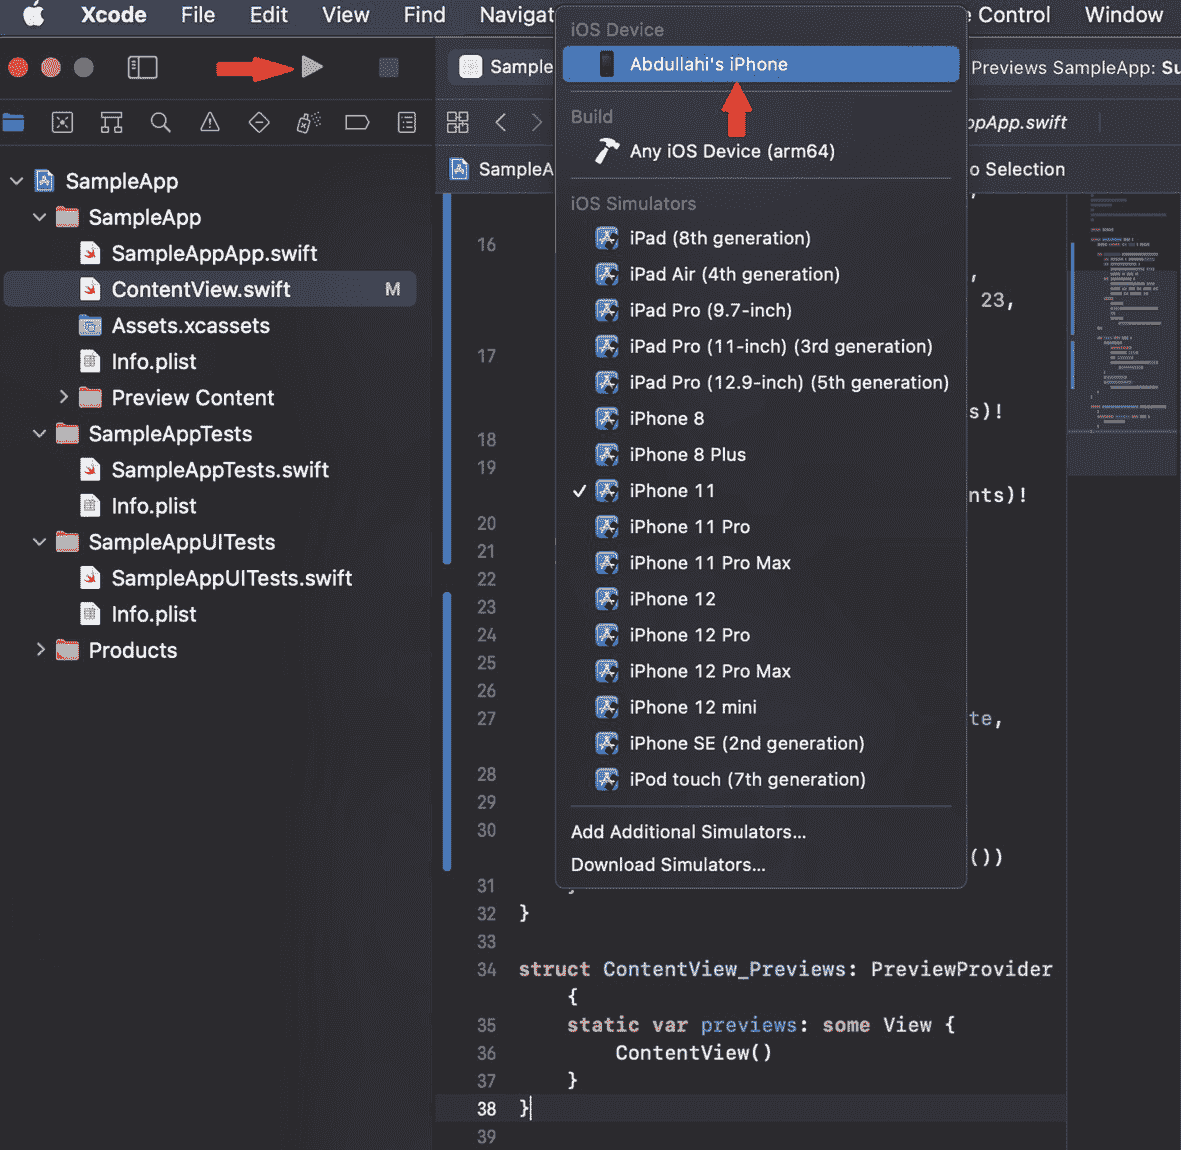 Xcode File Edit View Find Navigat e Control Window
iOS Device
Sample Abdullahi's iPhone Previews SampleApp: Su
Build
ppApp.swift
Any iOS Device (arm64)
SampleA o Selection
SampleApp
iOS Simulators
SampleApp
16 iPad (8th generation)
SampleAppApp.swift
iPad Air (4th generation) ,
ContentView.swift M
iPad Pro (9.7-inch) 23,
Assets.xcassets
17 iPad Pro (11-inch) (3rd generation)
Info.plist
iPad Pro (12.9-inch) (5th generation)
Preview Content
iPhone 8 s)!
SampleAppTests
18
iPhone 8 Plus
19
SampleAppTests.swift
iPhone 11 nts)!
Info.plist
20 iPhone 11 Pro
SampleAppUITests
21
iPhone 11 Pro Max
22
SampleAppUITests.swift
iPhone 12
23
Info.plist
24 iPhone 12 Pro
Products
25
iPhone 12 Pro Max
26
iPhone 12 mini
27 te,
iPhone SE (2nd generation)
28 iPod touch (7th generation)
29
30 Add Additional Simulators...
())
Download Simulators...
31
32 }
33
34 struct ContentView_Previews: PreviewProvider
{
35 static var previews: some View {
36 ContentView()
37 }
38 }
39